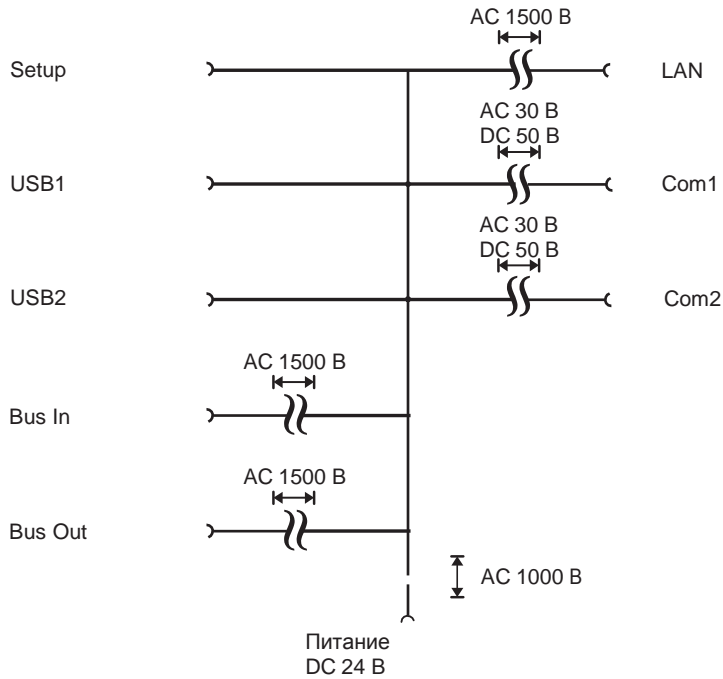 AC 1500 В
Setup
LAN
AC 30 В
DC 50 В
USB1
Com1
AC 30 В
DC 50 В
USB2
Com2
AC 1500 В
Bus In
AC 1500 В
Bus Out
AC 1000 В
Питание
DC 24 В